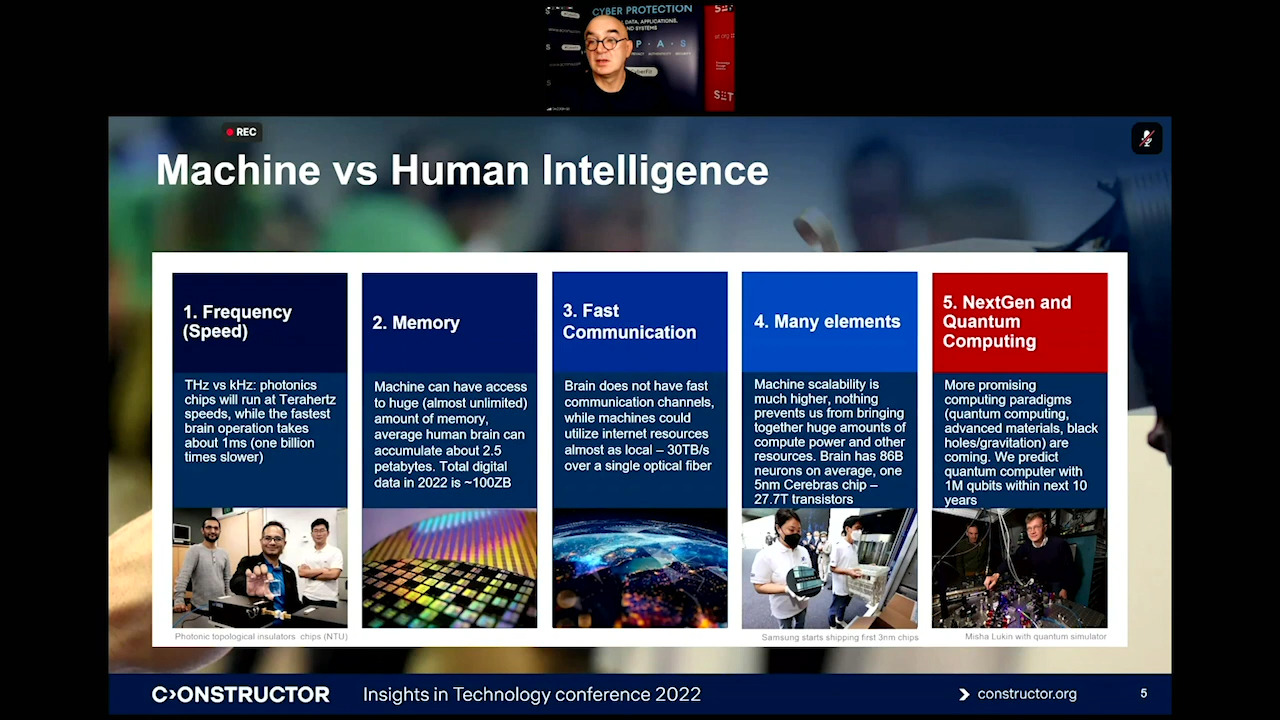 CYBER PROTECTION
DATA, APPLICATIONS,
AND SYSTEMS
P·A·S
SET
REC
Machine vs Human Intelligence
1. Frequency
(Speed)
THz vs kHz: photonics
chips will run at Terahertz
speeds, while the fastest
brain operation takes
about 1ms (one billion
times slower)
Photonic topological insulators chips (NTU)
2. Memory
Machine can have access
to huge (almost unlimited)
amount of memory,
average human brain can
accumulate about 2.5
petabytes. Total digital
data in 2022 is ~100ZB
3. Fast
Communication
Brain does not have fast
communication channels,
while machines could
utilize internet resources
almost as local – 30TB/s
over a single optical fiber
4. Many elements
Machine scalability is
much higher, nothing
prevents us from bringing
together huge amounts of
compute power and other
resources. Brain has 86B
neurons on average, one
5nm Cerebras chip –
27.7T transistors
Samsung starts shipping first 3nm chips
5. NextGen and
Quantum
Computing
More promising
computing paradigms
(quantum computing,
advanced materials, black
holes/gravitation) are
coming. We predict
quantum computer with
1M qubits within next 10
years
Misha Lukin with quantum simulator
C›ONSTRUCTOR
Insights in Technology conference 2022
constructor.org
5